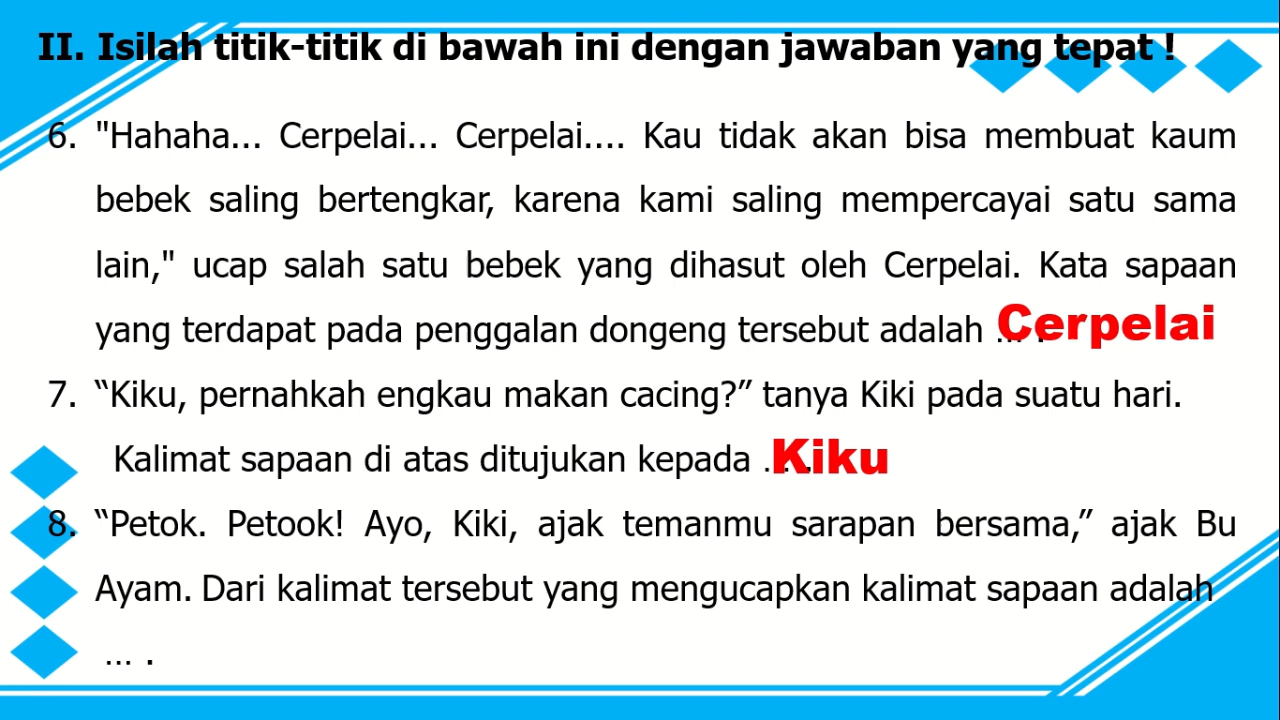 II. Isilah titik-titik di bawah ini dengan jawaban yang tepat !
6. "Hahaha... Cerpelai... Cerpelai.... Kau tidak akan bisa membuat kaum
bebek saling bertengkar, karena kami saling mempercayai satu sama
lain," ucap salah satu bebek yang dihasut oleh Cerpelai. Kata sapaan
yang terdapat pada penggalan dongeng tersebut adalah ... . Cerpelai
7. “Kiku, pernahkah engkau makan cacing?” tanya Kiki pada suatu hari.
Kalimat sapaan di atas ditujukan kepada ... . Kiku
8. “Petok. Petook! Ayo, Kiki, ajak temanmu sarapan bersama,” ajak Bu
Ayam. Dari kalimat tersebut yang mengucapkan kalimat sapaan adalah
... .